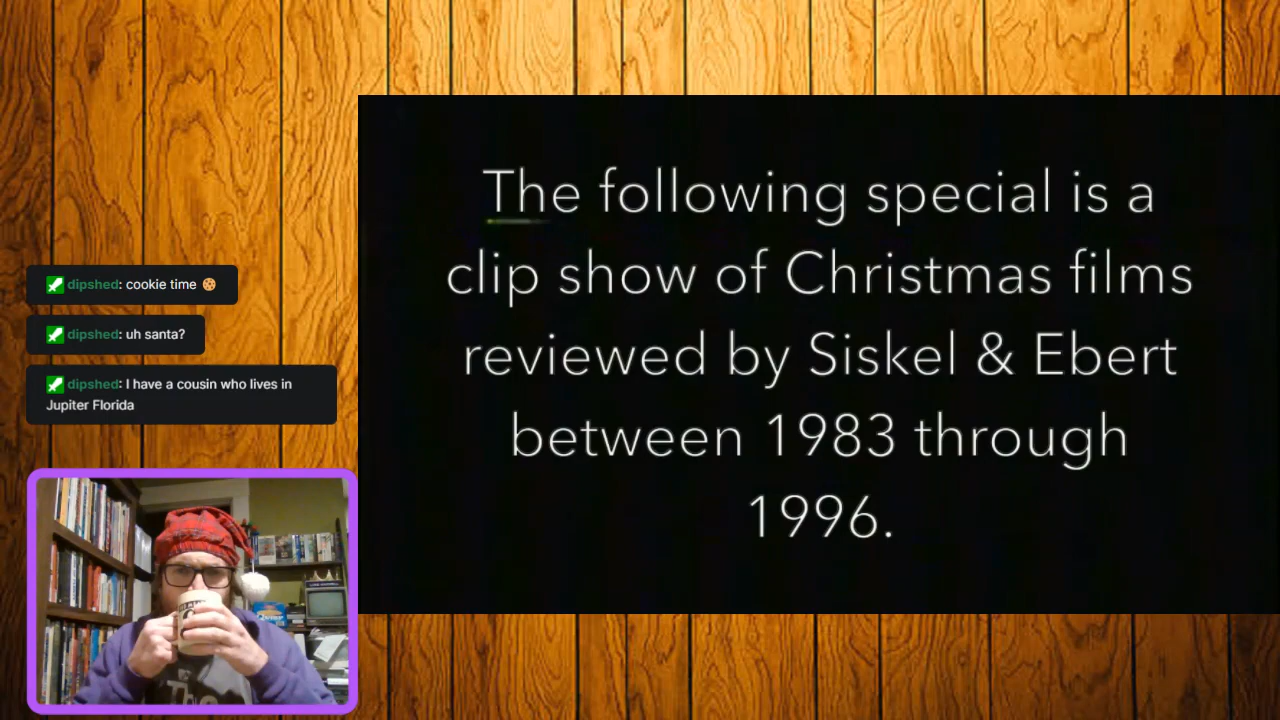 The following special is a
clip show of Christmas films
reviewed by Siskel & Ebert
between 1983 through
1996.
dipshed: cookie time 🍪
dipshed: uh santa?
dipshed: I have a cousin who lives in
Jupiter Florida